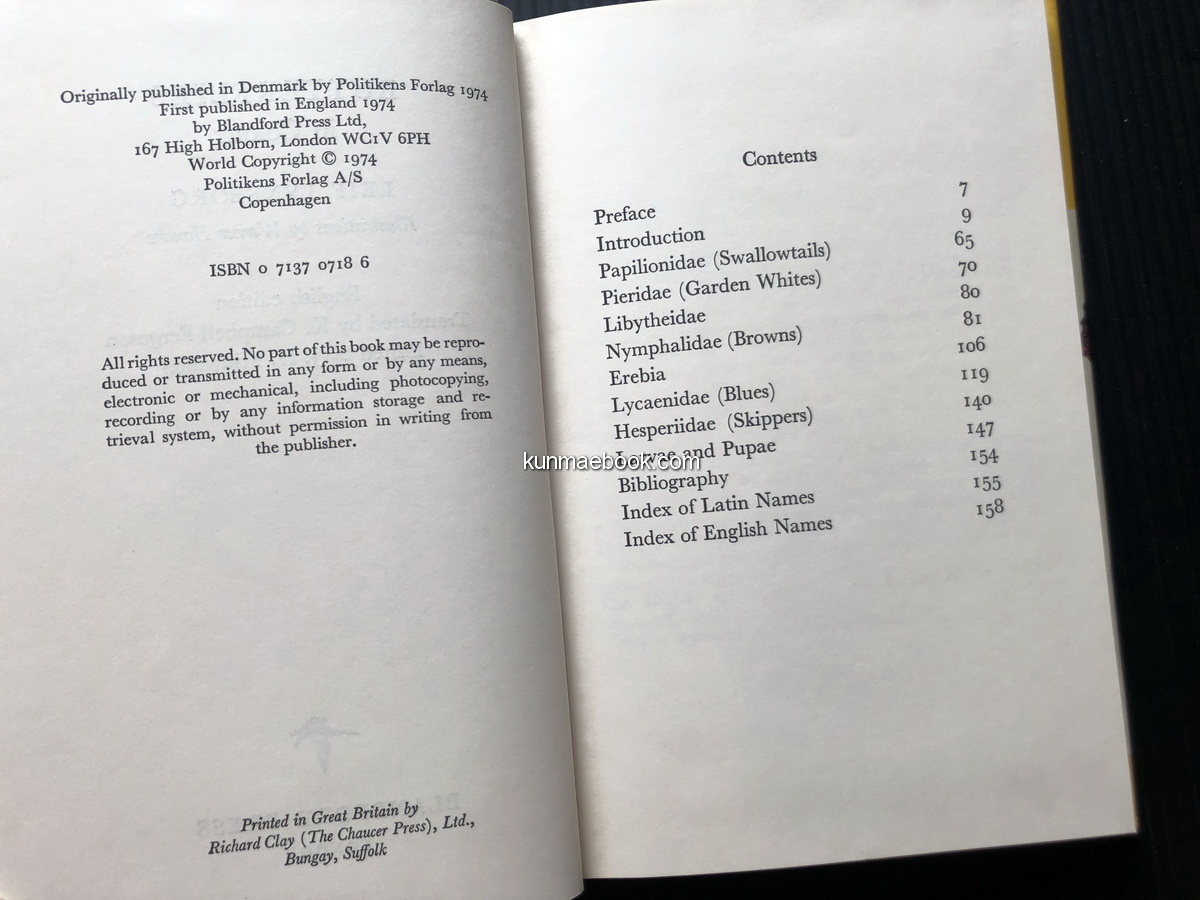 Originally published in Denmark by Politikens Forlag 1974
First published in England 1974
by Blandford Press Ltd,
167 High Holborn, London WC1V 6PH
World Copyright © 1974
Politikens Forlag A/S
Copenhagen
ISBN 0 7137 0718 6
All rights reserved. No part of this book may be repro-
duced or transmitted in any form or by any means,
electronic or mechanical, including photocopying,
recording or by any information storage and re-
trieval system, without permission in writing from
the publisher.
Printed in Great Britain by
Richard Clay (The Chaucer Press), Ltd.,
Bungay, Suffolk
Contents
Preface 7
Introduction 9
Papilionidae (Swallowtails) 65
Pieridae (Garden Whites) 70
Libytheidae 80
Nymphalidae (Browns) 81
Erebia 106
Lycaenidae (Blues) 119
Hesperiidae (Skippers) 140
Larvae and Pupae 147
Bibliography 154
Index of Latin Names 155
Index of English Names 158
kunmaebook.com